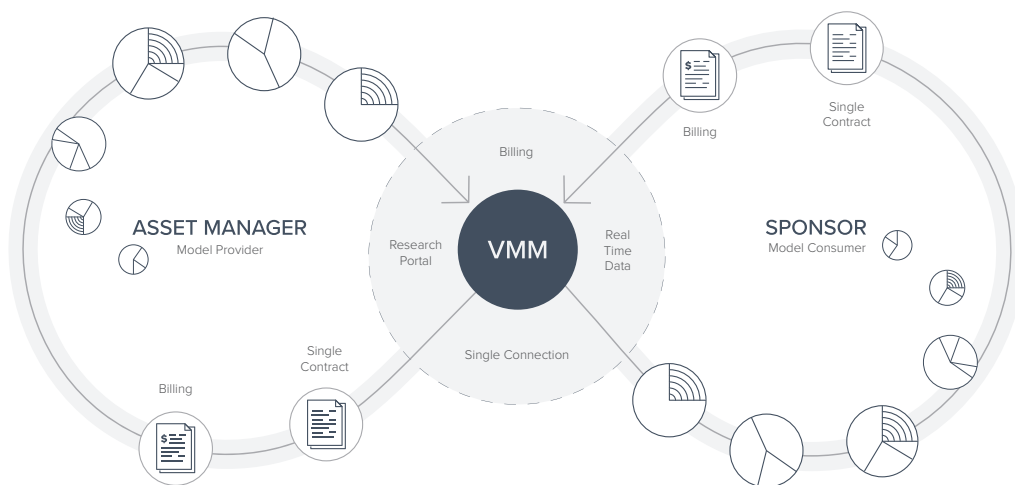 Billing
Single
Contract
Billing
ASSET MANAGER
Model Provider
Research
Portal
VMM
Real
Time
Data
SPONSOR
Model Consumer
Single Connection
Single
Contract
Billing
$
$